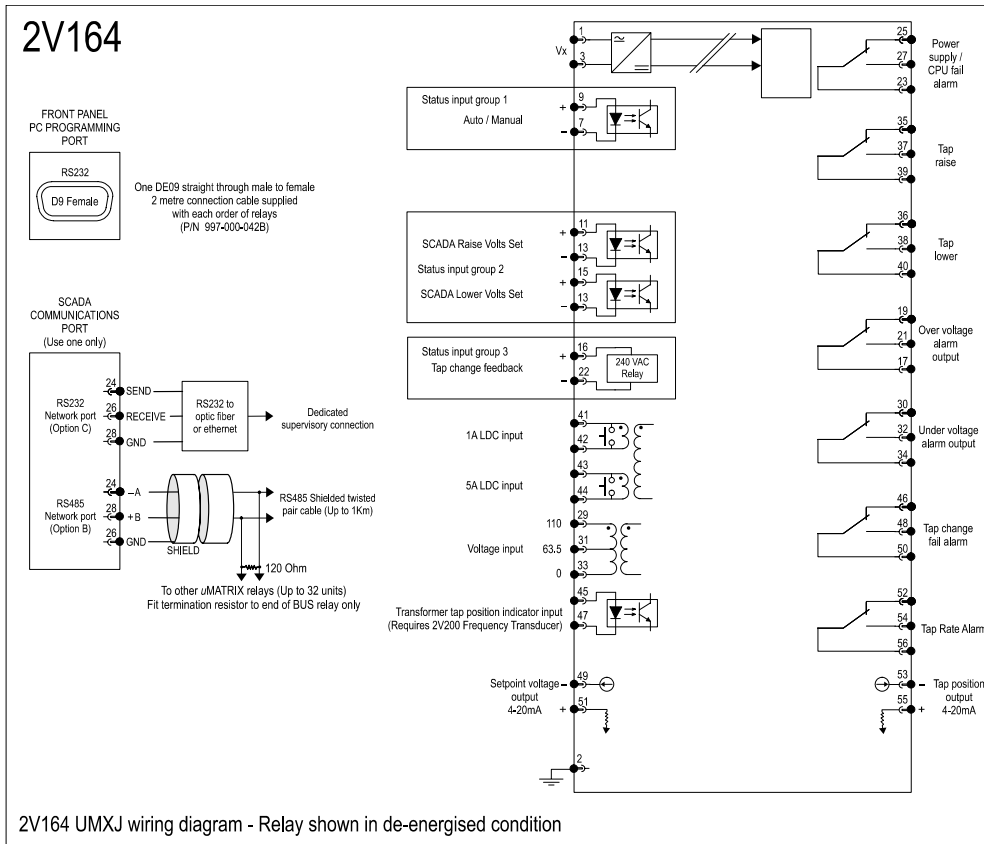 2V164
FRONT PANEL
PC PROGRAMMING
PORT
RS232
D9 Female
One DE09 straight through male to female
2 metre connection cable supplied
with each order of relays
(P/N 997-000-042B)
SCADA
COMMUNICATIONS
PORT
(Use one only)
RS232
Network port
(Option C)
24
SEND
26
RECEIVE
28
GND
RS232 to
optic fiber
or ethernet
Dedicated
supervisory connection
RS485
Network port
(Option B)
24
–A
28
+B
26
GND
SHIELD
RS485 Shielded twisted
pair cable (Up to 1Km)
120 Ohm
To other uMATRIX relays (Up to 32 units)
Fit termination resistor to end of BUS relay only
Vx
1
3
Status input group 1
Auto / Manual
+ 9
– 7
SCADA Raise Volts Set
+ 11
– 13
Status input group 2
SCADA Lower Volts Set
+ 15
– 13
Status input group 3
Tap change feedback
+ 16
– 22
240 VAC
Relay
1A LDC input
41
42
5A LDC input
43
44
Voltage input
110 29
63.5 31
0 33
Transformer tap position indicator input
(Requires 2V200 Frequency Transducer)
45
47
Setpoint voltage
output
4-20mA
– 49
+ 51
2
25
27
23
Power
supply /
CPU fail
alarm
35
37
39
Tap
raise
36
38
40
Tap
lower
19
21
17
Over voltage
alarm
output
30
32
34
Under voltage
alarm output
46
48
50
Tap change
fail alarm
52
54
56
Tap Rate Alarm
53 –
55 +
Tap position
output
4-20mA
2V164 UMXJ wiring diagram - Relay shown in de-energised condition